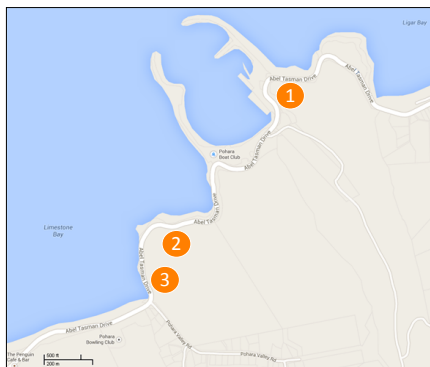 Ligar Bay
Abel Tasman Drive
Abel Tasman Drive
1
Abel Tasman Drive
Pohara
Boat Club
Abel Tasman Drive
2
Limestone
Bay
Abel Tasman Drive
3
Abel Tasman Drive
Pohara
Bowling Club
Pohara Valley Rd
Pohara Valley Rd
The Penguin
Cafe & Bar
500 ft
200 m